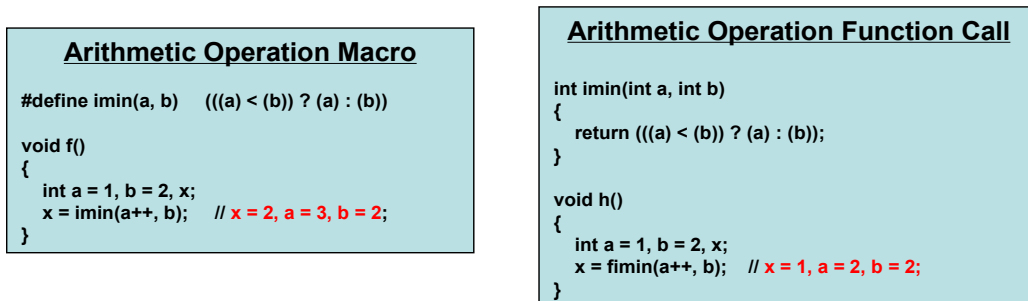 Arithmetic Operation Macro
#define imin(a, b) (((a) < (b)) ? (a) : (b))
void f()
{
int a = 1, b = 2, x;
x = imin(a++, b); // x = 2, a = 3, b = 2;
}
Arithmetic Operation Function Call
int imin(int a, int b)
{
return (((a) < (b)) ? (a) : (b));
}
void h()
{
int a = 1, b = 2, x;
x = fimin(a++, b); // x = 1, a = 2, b = 2;
}